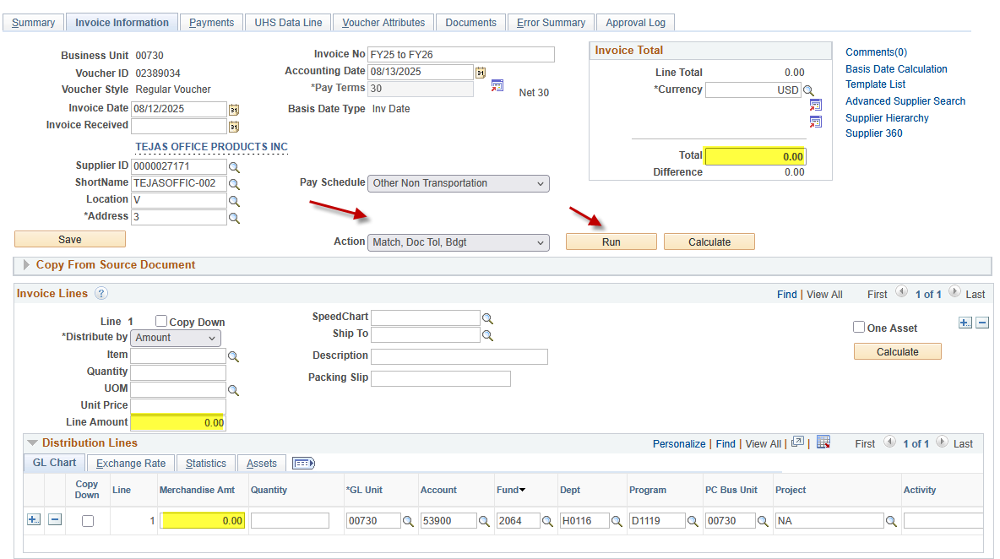 Summary Invoice Information Payments UHS Data Line Voucher Attributes Documents Error Summary Approval Log
Business Unit 00730
Voucher ID 02389034
Voucher Style Regular Voucher
Invoice Date 08/12/2025
Invoice Received
Invoice No FY25 to FY26
Accounting Date 08/13/2025
*Pay Terms 30 Net 30
Basis Date Type Inv Date
Invoice Total
Line Total 0.00
*Currency USD
Total 0.00
Difference 0.00
Comments(0)
Basis Date Calculation
Template List
Advanced Supplier Search
Supplier Hierarchy
Supplier 360
TEJAS OFFICE PRODUCTS INC
Supplier ID 0000027171
ShortName TEJASOFFIC-002
Location V
*Address 3
Pay Schedule Other Non Transportation
Save
Action Match, Doc Tol, Bdgt Run Calculate
Copy From Source Document
Invoice Lines ? Find | View All First 1 of 1 Last
Line 1 Copy Down
*Distribute by Amount
Item
Quantity
UOM
Unit Price
Line Amount 0.00
SpeedChart
Ship To
Description
Packing Slip
One Asset
Calculate
Distribution Lines Personalize | Find | View All | | First 1 of 1 Last
GL Chart Exchange Rate Statistics Assets
Copy Down Line Merchandise Amt Quantity *GL Unit Account Fund Dept Program PC Bus Unit Project Activity
1 0.00 00730 53900 2064 H0116 D1119 00730 NA